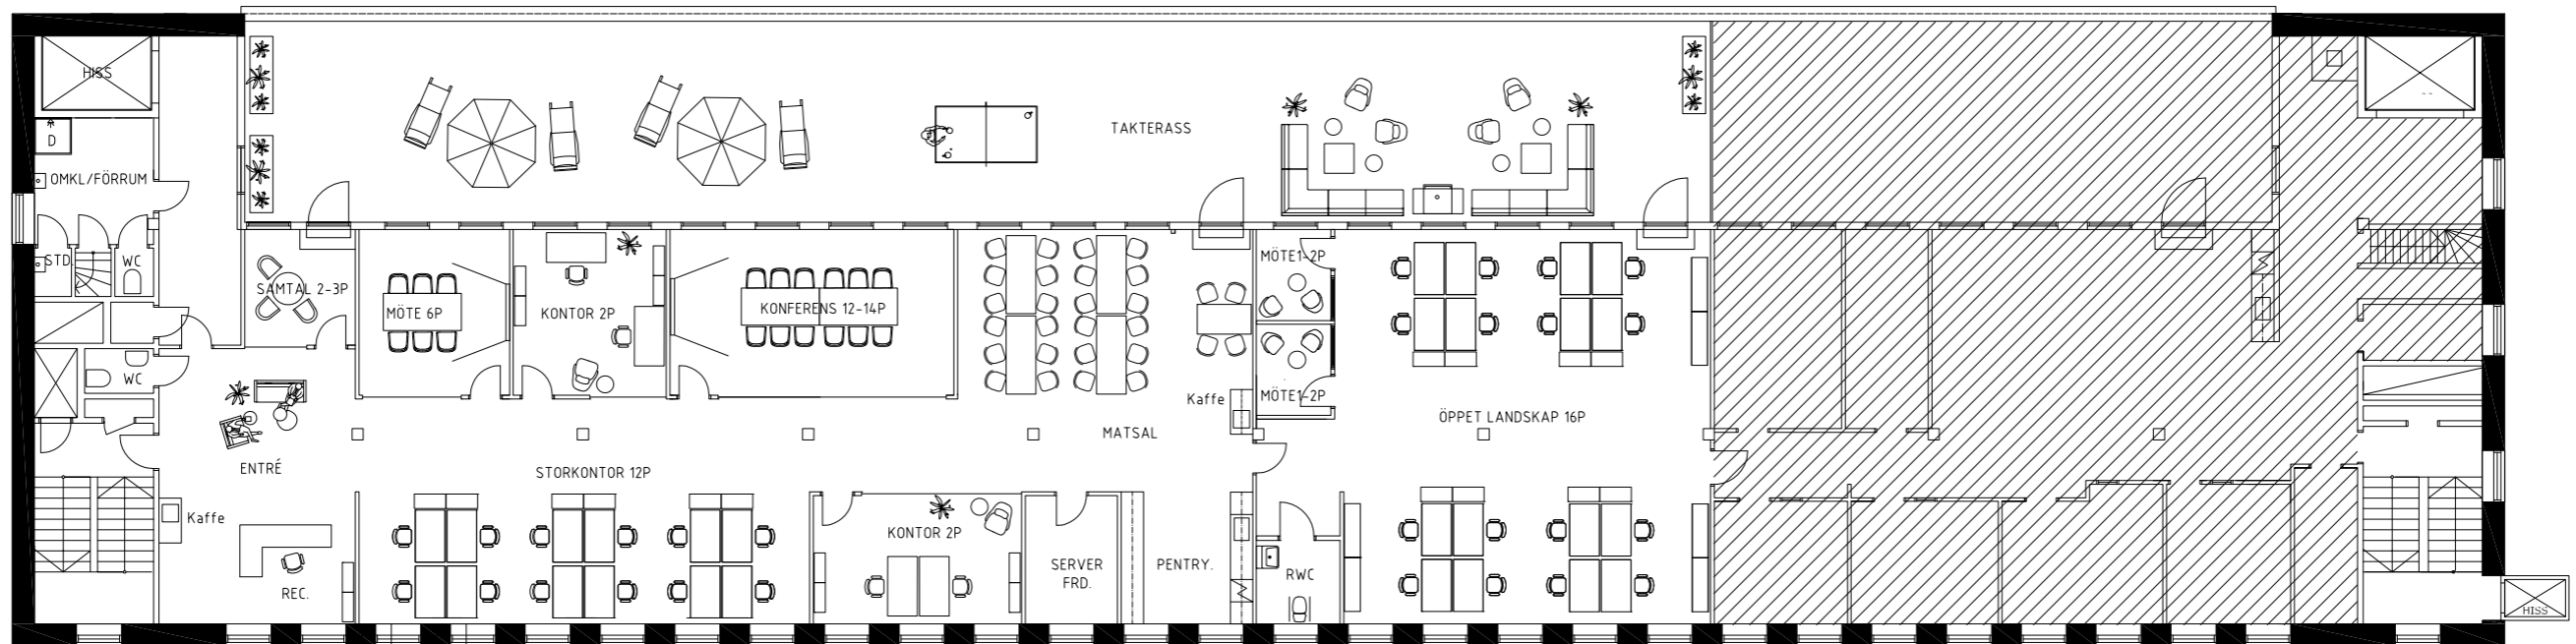 HISS
D
TAKTERASS
OMKL/FÖRRUM
STD.
WC
MÖTE1-2P
SAMTAL 2-3P
MÖTE 6P
KONTOR 2P
KONFERENS 12-14P
WC
MÖTE1-2P
Kaffe
ÖPPET LANDSKAP 16P
MATSAL
ENTRÉ
STORKONTOR 12P
Kaffe
KONTOR 2P
SERVER
FRD.
PENTRY.
RWC
REC.
HISS